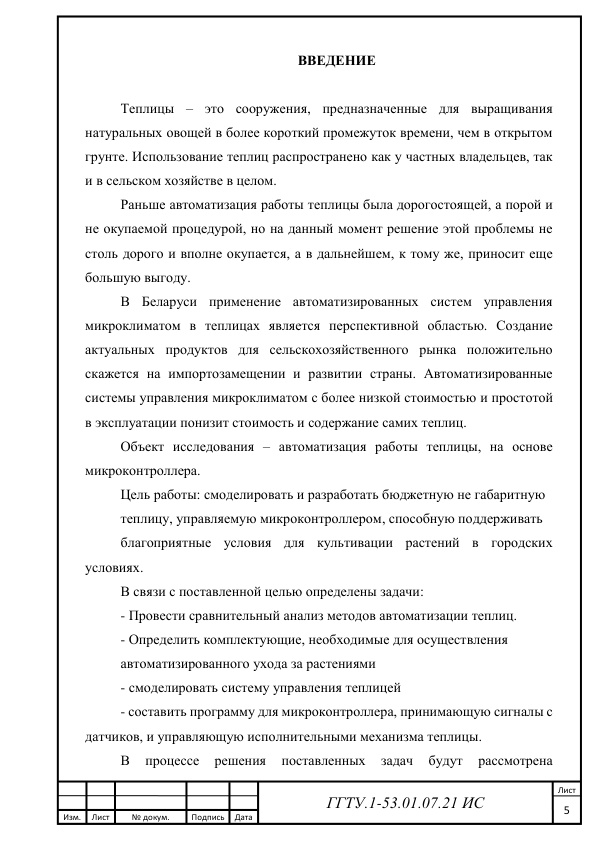 ВВЕДЕНИЕ
Теплицы – это сооружения, предназначенные для выращивания
натуральных овощей в более короткий промежуток времени, чем в открытом
грунте. Использование теплиц распространено как у частных владельцев, так
и в сельском хозяйстве в целом.
Раньше автоматизация работы теплицы была дорогостоящей, а порой и
не окупаемой процедурой, но на данный момент решение этой проблемы не
столь дорого и вполне окупается, а в дальнейшем, к тому же, приносит еще
большую выгоду.
В Беларуси применение автоматизированных систем управления
микроклиматом в теплицах является перспективной областью. Создание
актуальных продуктов для сельскохозяйственного рынка положительно
скажется на импортозамещении и развитии страны. Автоматизированные
системы управления микроклиматом с более низкой стоимостью и простотой
в эксплуатации понизит стоимость и содержание самих теплиц.
Объект исследования – автоматизация работы теплицы, на основе
микроконтроллера.
Цель работы: смоделировать и разработать бюджетную не габаритную
теплицу, управляемую микроконтроллером, способную поддерживать
благоприятные условия для культивации растений в городских
условиях.
В связи с поставленной целью определены задачи:
- Провести сравнительный анализ методов автоматизации теплиц.
- Определить комплектующие, необходимые для осуществления
автоматизированного ухода за растениями
- смоделировать систему управления теплицей
- составить программу для микроконтроллера, принимающую сигналы с
датчиков, и управляющую исполнительными механизма теплицы.
В процессе решения поставленных задач будут рассмотрена
Изм. Лист № докум. Подпись Дата
ГГТУ.1-53.01.07.21 ИС
Лист
5